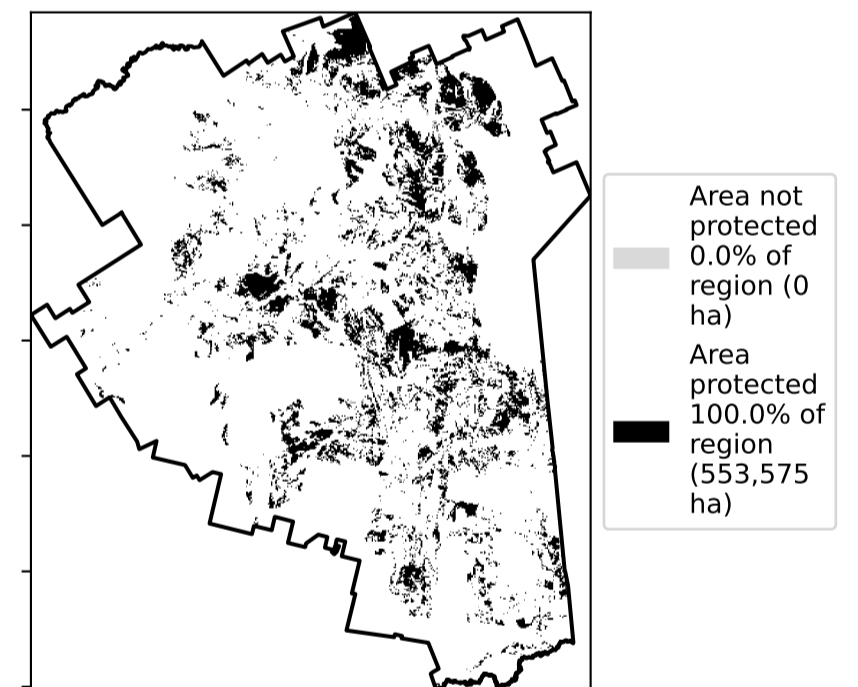 Area not
protected
0.0% of
region (0
ha)
Area
protected
100.0% of
region
(553,575
ha)